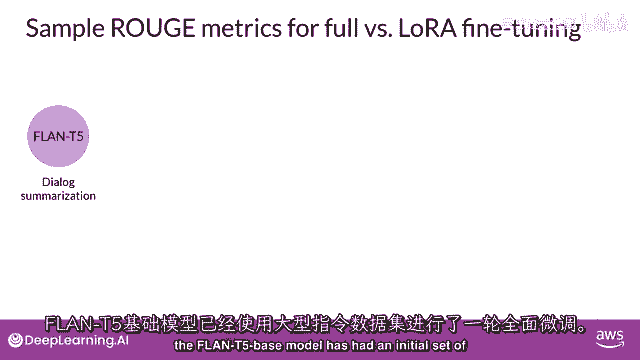 Sample ROUGE metrics for full vs. LoRA fine-tuning
FLAN-T5
Dialog
summarization
FLAN-T5基础模型已经使用大型指令数据集进行了一轮全面微调。
the FLAN-T5-base model has had an initial set of
DeepLearning.AI
aws